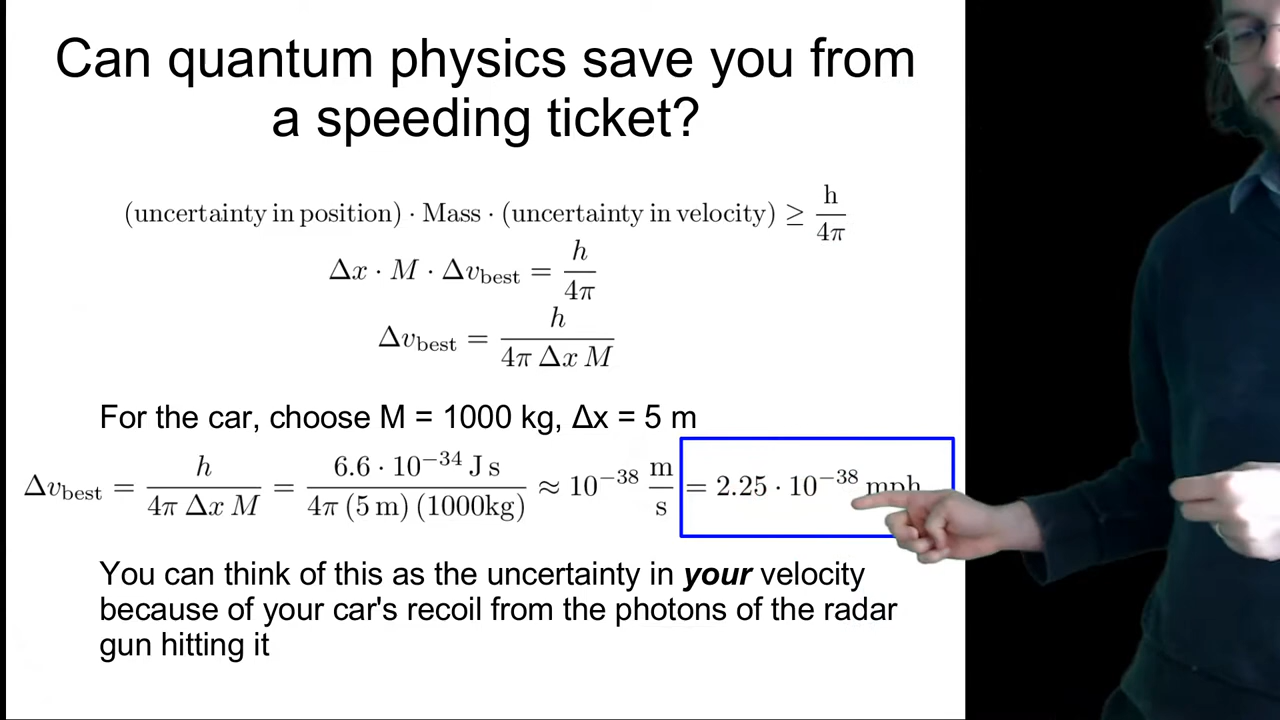 Can quantum physics save you from
a speeding ticket?
(uncertainty in position) · Mass · (uncertainty in velocity) ≥ h/4π
Δx · M · Δv_best = h/4π
Δv_best = h/(4π Δx M)
For the car, choose M = 1000 kg, Δx = 5 m
Δv_best = h/(4π Δx M) = 6.6 · 10⁻³⁴ J s/(4π (5 m) (1000kg)) ≈ 10⁻³⁸ m/s = 2.25 · 10⁻³⁸ mph
You can think of this as the uncertainty in your velocity
because of your car's recoil from the photons of the radar
gun hitting it